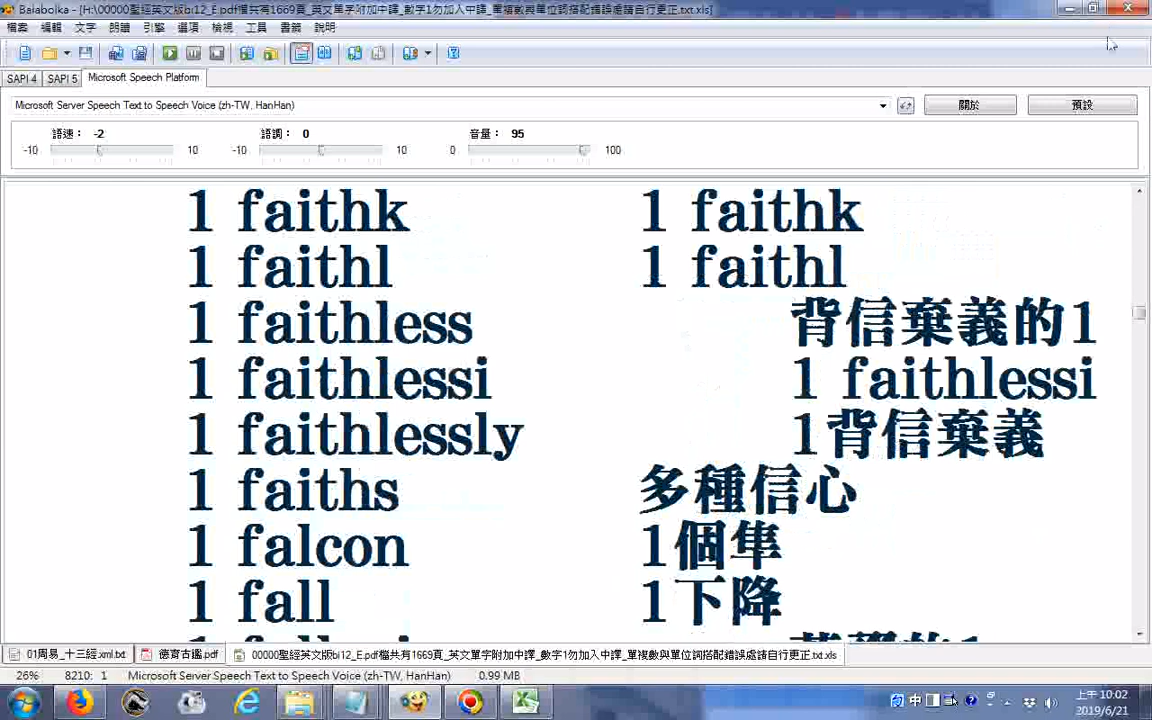 Balabolka - [H:\00000聖經英文版bi12_E.pdf檔共有1669頁_英文單字附加中譯_數字1勿加入中譯_單複數與單位詞搭配錯誤處請自行更正.txt.xls]
檔案 編輯 文字 朗讀 引擎 選項 檢視 工具 書籤 說明
SAPI 4 SAPI 5 Microsoft Speech Platform
Microsoft Server Speech Text to Speech Voice (zh-TW, HanHan) 關於 預設
語速： -2 語調： 0 音量： 95
-10 10 -10 10 0 100
1 faithk 1 faithk
1 faithl 1 faithl
1 faithless 背信棄義的1
1 faithlessi 1 faithlessi
1 faithlessly 1背信棄義
1 faiths 多種信心
1 falcon 1個隼
1 fall 1下降
01周易_十三經.xml.txt 德育古鑑.pdf 00000聖經英文版bi12_E.pdf檔共有1669頁_英文單字附加中譯_數字1勿加入中譯_單複數與單位詞搭配錯誤處請自行更正.txt.xls
26% 8210: 1 Microsoft Server Speech Text to Speech Voice (zh-TW, HanHan) 0.99 MB
中 上午 10:02
2019/6/21